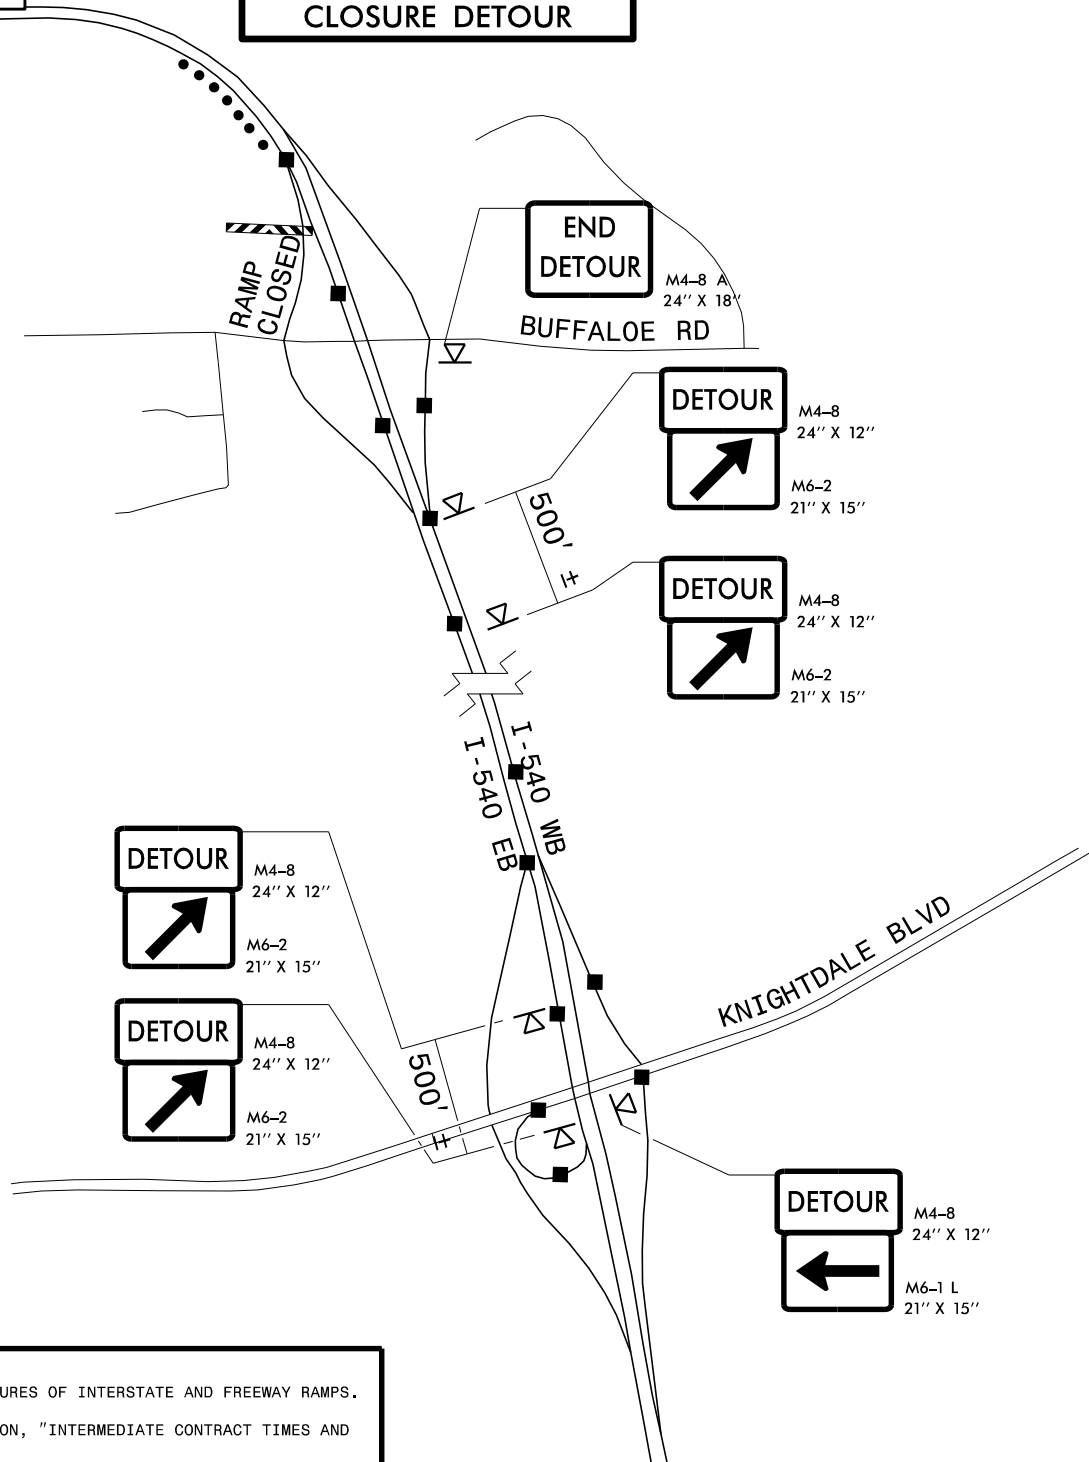 CLOSURE DETOUR
END
DETOUR
M4-8 A
24" X 18"
RAMP
CLOSED
BUFFALOE RD
DETOUR
M4-8
24" X 12"
M6-2
21" X 15"
500' ±
DETOUR
M4-8
24" X 12"
M6-2
21" X 15"
I-540 EB
I-540 WB
DETOUR
M4-8
24" X 12"
M6-2
21" X 15"
KNIGHTDALE BLVD
DETOUR
M4-8
24" X 12"
M6-2
21" X 15"
500' ±
DETOUR
M4-8
24" X 12"
M6-1 L
21" X 15"
URES OF INTERSTATE AND FREEWAY RAMPS.
ON, "INTERMEDIATE CONTRACT TIMES AND